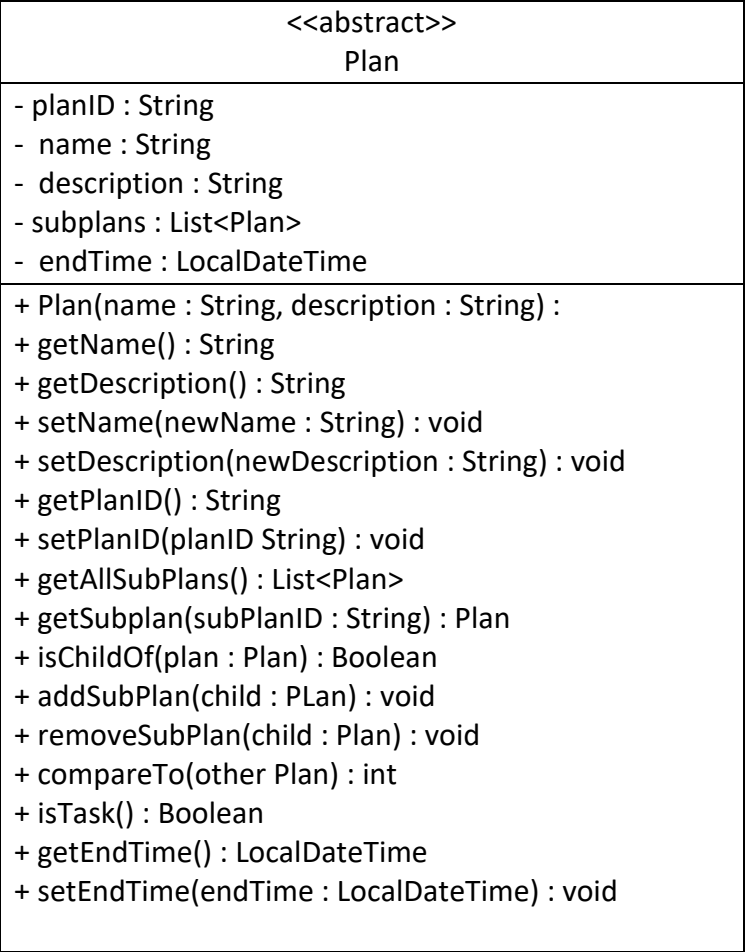 <<abstract>>
Plan
- planID : String
- name : String
- description : String
- subplans : List<Plan>
- endTime : LocalDateTime
+ Plan(name : String, description : String) :
+ getName() : String
+ getDescription() : String
+ setName(newName : String) : void
+ setDescription(newDescription : String) : void
+ getPlanID() : String
+ setPlanID(planID String) : void
+ getAllSubPlans() : List<Plan>
+ getSubplan(subPlanID : String) : Plan
+ isChildOf(plan : Plan) : Boolean
+ addSubPlan(child : PLan) : void
+ removeSubPlan(child : Plan) : void
+ compareTo(other Plan) : int
+ isTask() : Boolean
+ getEndTime() : LocalDateTime
+ setEndTime(endTime : LocalDateTime) : void